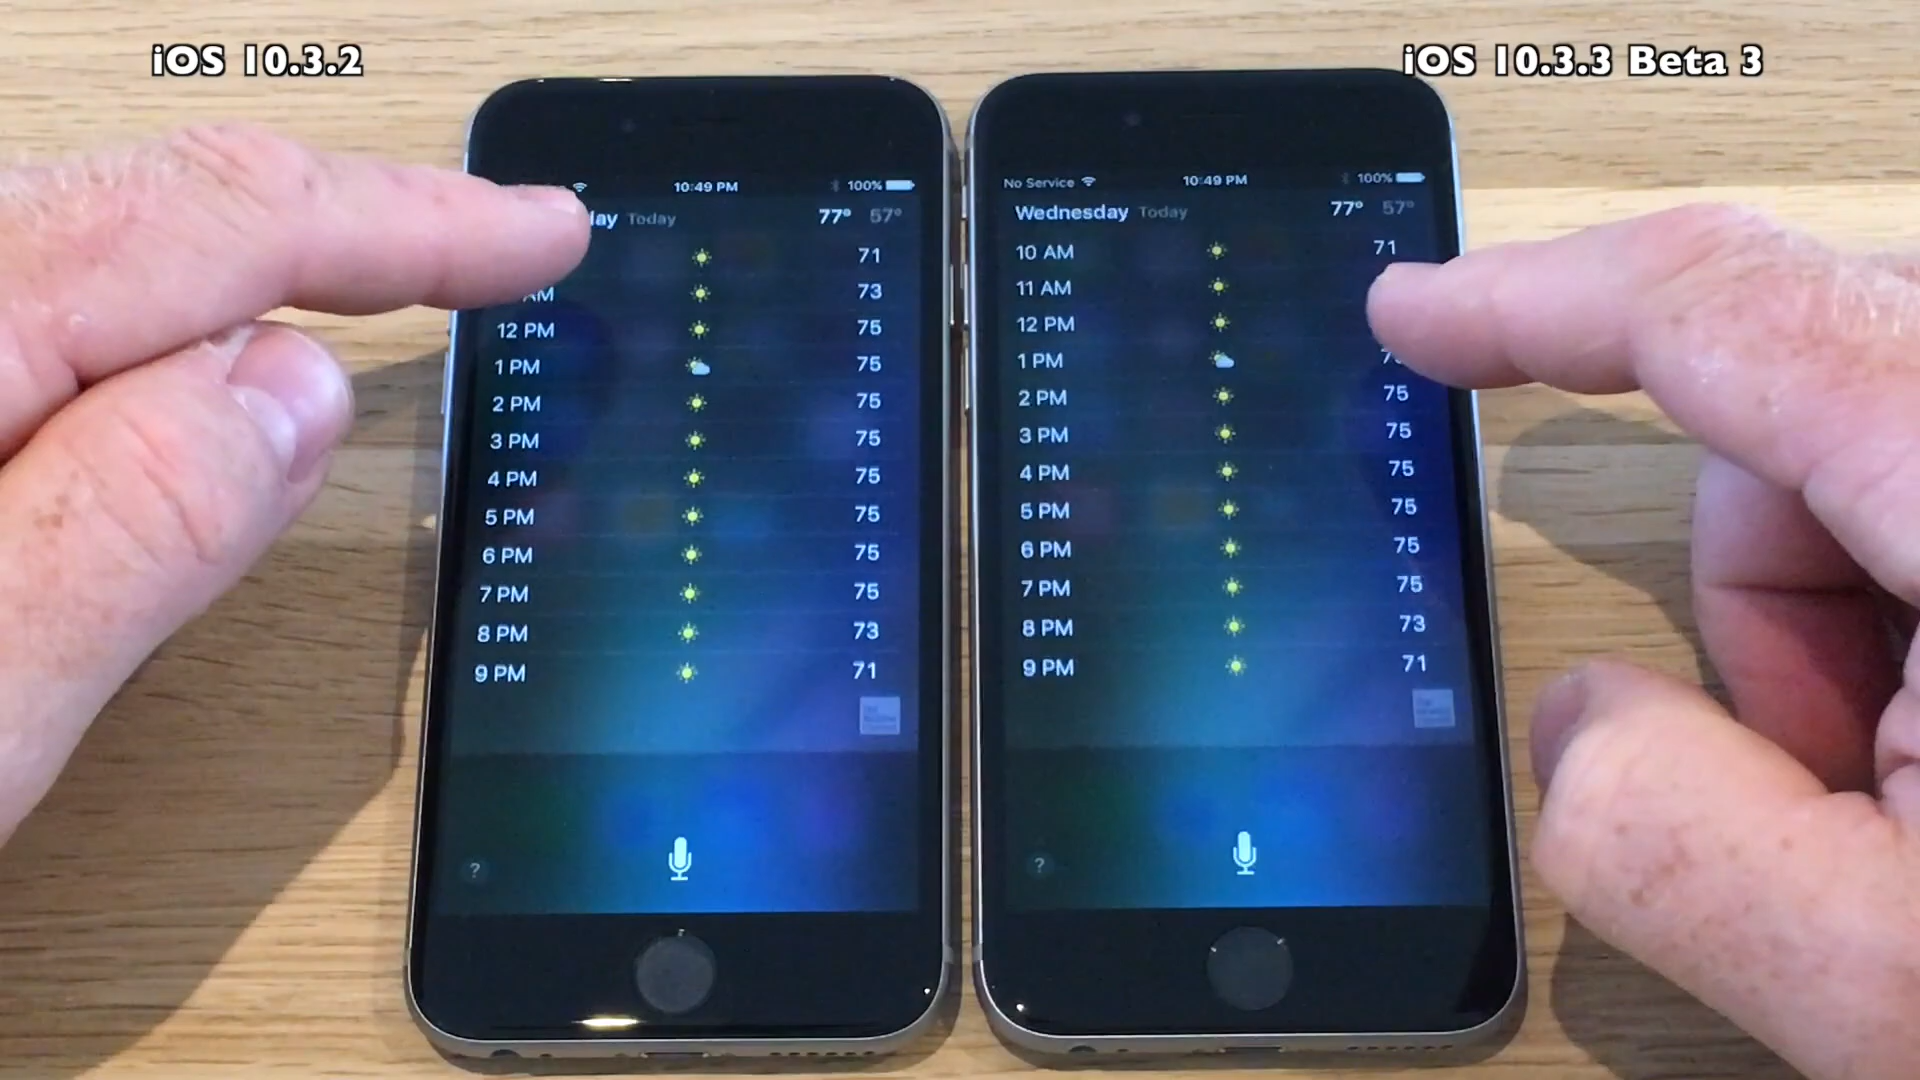 iOS 10.3.2
iOS 10.3.3 Beta 3
10:49 PM 100%
Today 77° 57°
71
AM 73
12 PM 75
1 PM 75
2 PM 75
3 PM 75
4 PM 75
5 PM 75
6 PM 75
7 PM 75
8 PM 73
9 PM 71
?
No Service 10:49 PM 100%
Wednesday Today 77° 57°
10 AM 71
11 AM
12 PM
1 PM
2 PM 75
3 PM 75
4 PM 75
5 PM 75
6 PM 75
7 PM 75
8 PM 73
9 PM 71
?